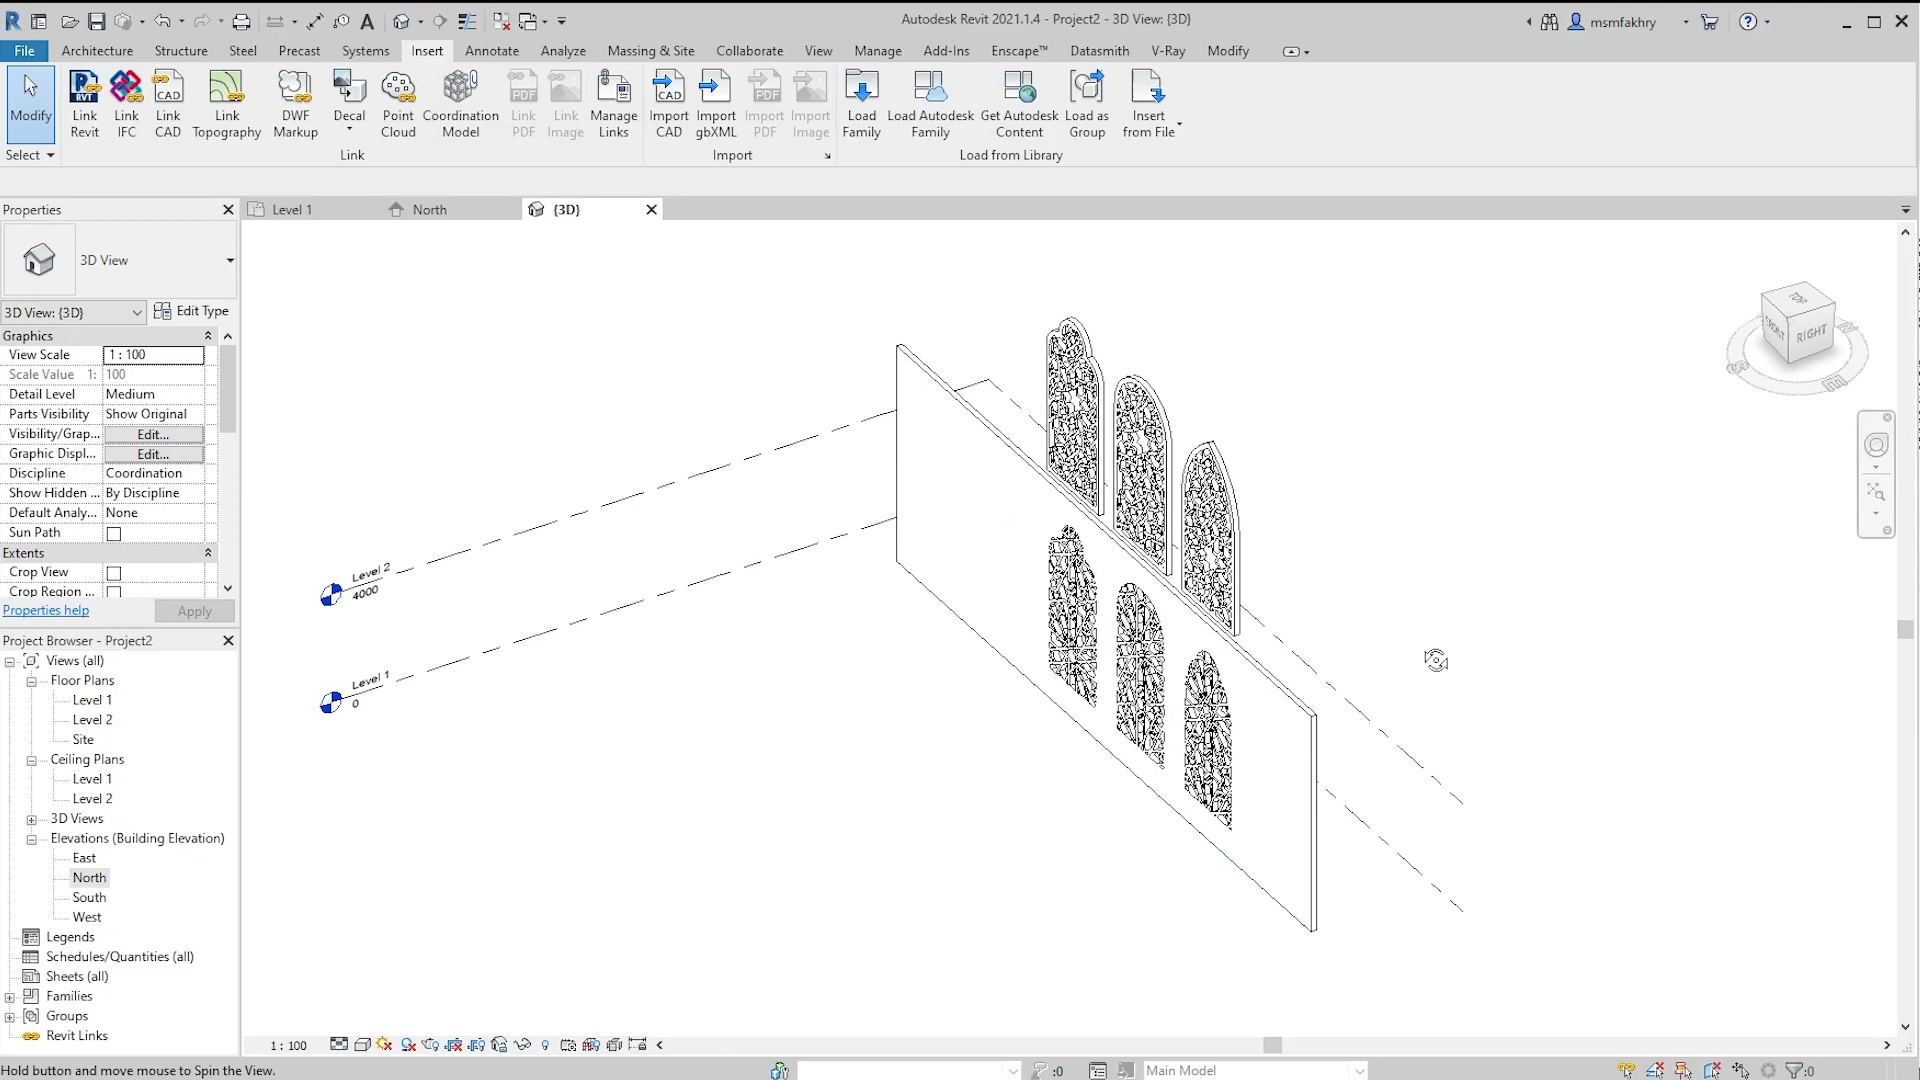 Autodesk Revit 2021.1.4 - Project2 - 3D View: {3D}
msmfakhry
File Architecture Structure Steel Precast Systems Insert Annotate Analyze Massing & Site Collaborate View Manage Add-Ins Enscape™ Datasmith V-Ray Modify
Modify
Link Revit
Link IFC
Link CAD
Link Topography
DWF Markup
Decal
Point Cloud
Coordination Model
Link PDF
Link Image
Manage Links
Import CAD
Import gbXML
Import PDF
Import Image
Load Family
Load Autodesk Family
Get Autodesk Content
Load as Group
Insert from File
Select
Link
Import
Load from Library
Properties
Level 1
North
{3D}
3D View
3D View: {3D}
Edit Type
Graphics
View Scale 1 : 100
Scale Value 1: 100
Detail Level Medium
Parts Visibility Show Original
Visibility/Grap... Edit...
Graphic Displ... Edit...
Discipline Coordination
Show Hidden ... By Discipline
Default Analy... None
Sun Path
Extents
Crop View
Crop Region ...
Properties help
Apply
Project Browser - Project2
Views (all)
Floor Plans
Level 1
Level 2
Site
Ceiling Plans
Level 1
Level 2
3D Views
Elevations (Building Elevation)
East
North
South
West
Legends
Schedules/Quantities (all)
Sheets (all)
Families
Groups
Revit Links
Level 2
4000
Level 1
0
TOP
FRONT
RIGHT
1 : 100
Hold button and move mouse to Spin the View.
:0
Main Model
:0